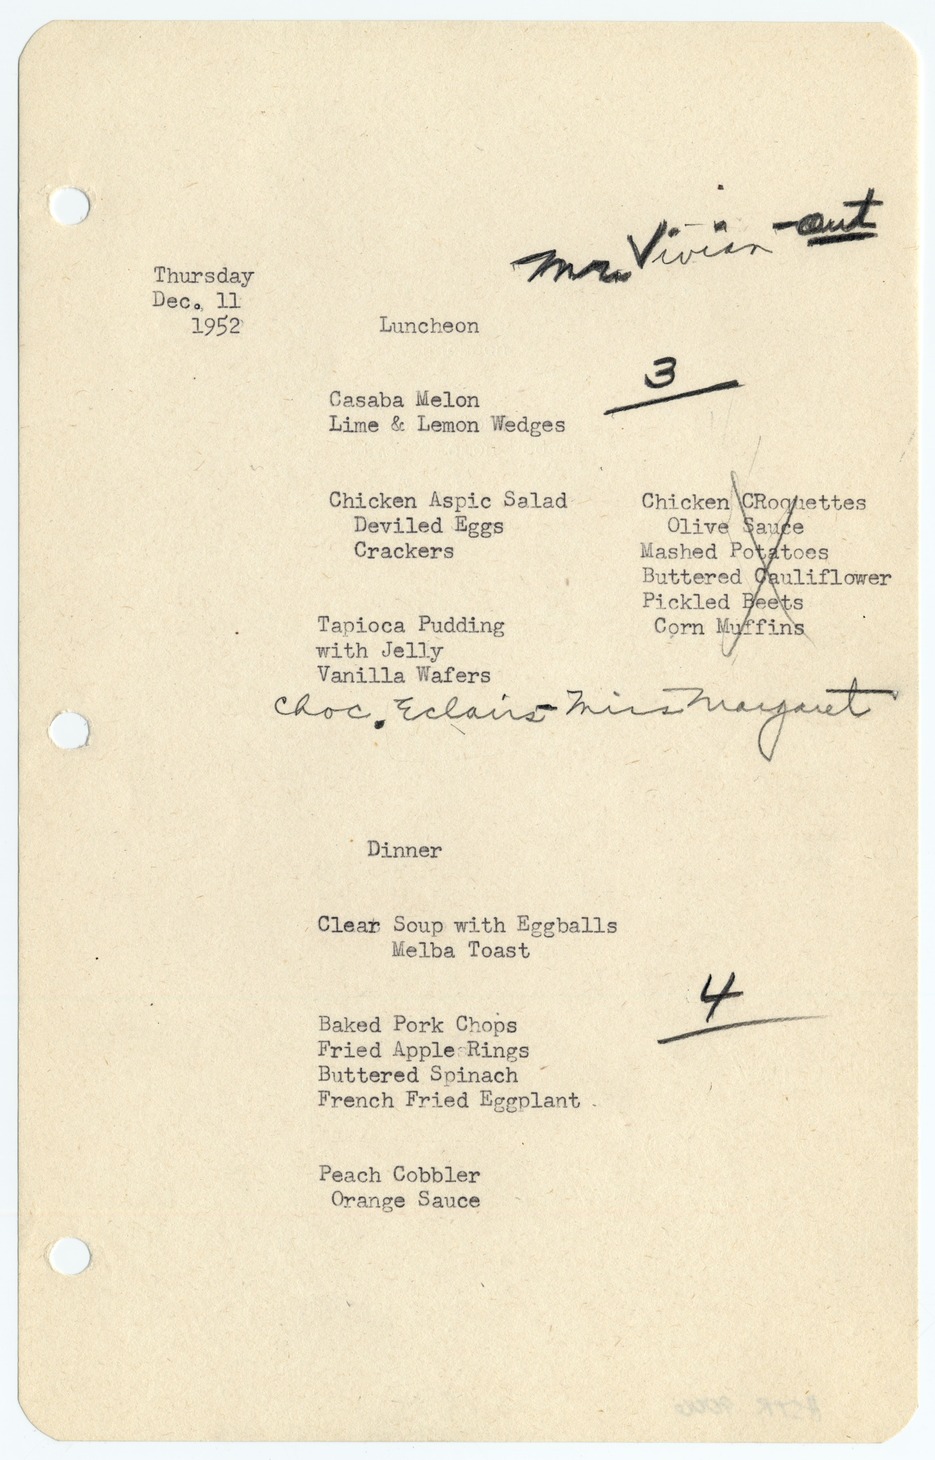 Mr. Vivian - out
Thursday
Dec. 11
1952
Luncheon
3
Casaba Melon
Lime & Lemon Wedges
Chicken Aspic Salad
Deviled Eggs
Crackers
Chicken CRoquettes
Olive Sauce
Mashed Potatoes
Buttered Cauliflower
Pickled Beets
Corn Muffins
Tapioca Pudding
with Jelly
Vanilla Wafers
Choc. Eclairs - Miss Margaret
Dinner
Clear Soup with Eggballs
Melba Toast
4
Baked Pork Chops
Fried Apple Rings
Buttered Spinach
French Fried Eggplant
Peach Cobbler
Orange Sauce